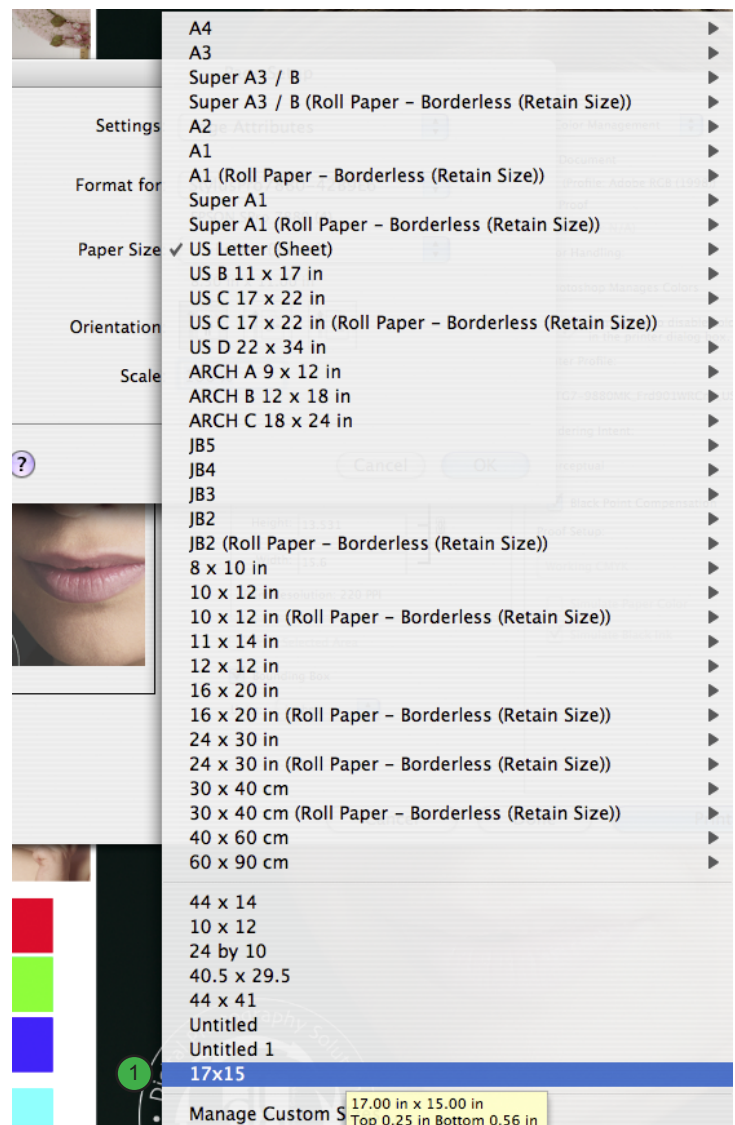 A4
A3
Super A3 / B
Super A3 / B (Roll Paper – Borderless (Retain Size))
Settings
A2
A1
Format for
A1 (Roll Paper – Borderless (Retain Size))
Super A1
Super A1 (Roll Paper – Borderless (Retain Size))
Paper Size ✓ US Letter (Sheet)
US B 11 x 17 in
US C 17 x 22 in
Orientation
US C 17 x 22 in (Roll Paper – Borderless (Retain Size))
US D 22 x 34 in
Scale
ARCH A 9 x 12 in
ARCH B 12 x 18 in
ARCH C 18 x 24 in
JB5
?
JB4
Cancel
OK
JB3
JB2
JB2 (Roll Paper – Borderless (Retain Size))
8 x 10 in
10 x 12 in
10 x 12 in (Roll Paper – Borderless (Retain Size))
11 x 14 in
12 x 12 in
16 x 20 in
16 x 20 in (Roll Paper – Borderless (Retain Size))
24 x 30 in
24 x 30 in (Roll Paper – Borderless (Retain Size))
30 x 40 cm
30 x 40 cm (Roll Paper – Borderless (Retain Size))
40 x 60 cm
60 x 90 cm
44 x 14
10 x 12
24 by 10
40.5 x 29.5
44 x 41
Untitled
Untitled 1
1
17x15
Manage Custom S
17.00 in x 15.00 in
Top 0.25 in Bottom 0.56 in